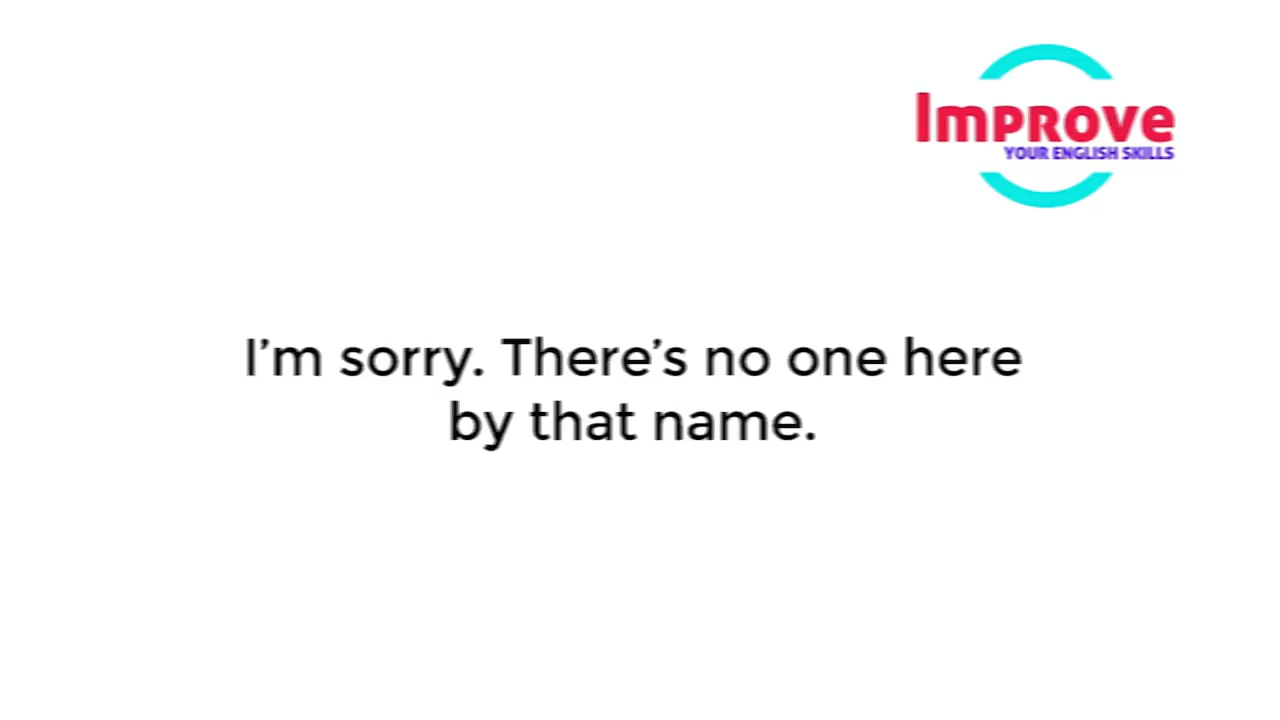 Improve
YOUR ENGLISH SKILLS
I’m sorry. There’s no one here
by that name.